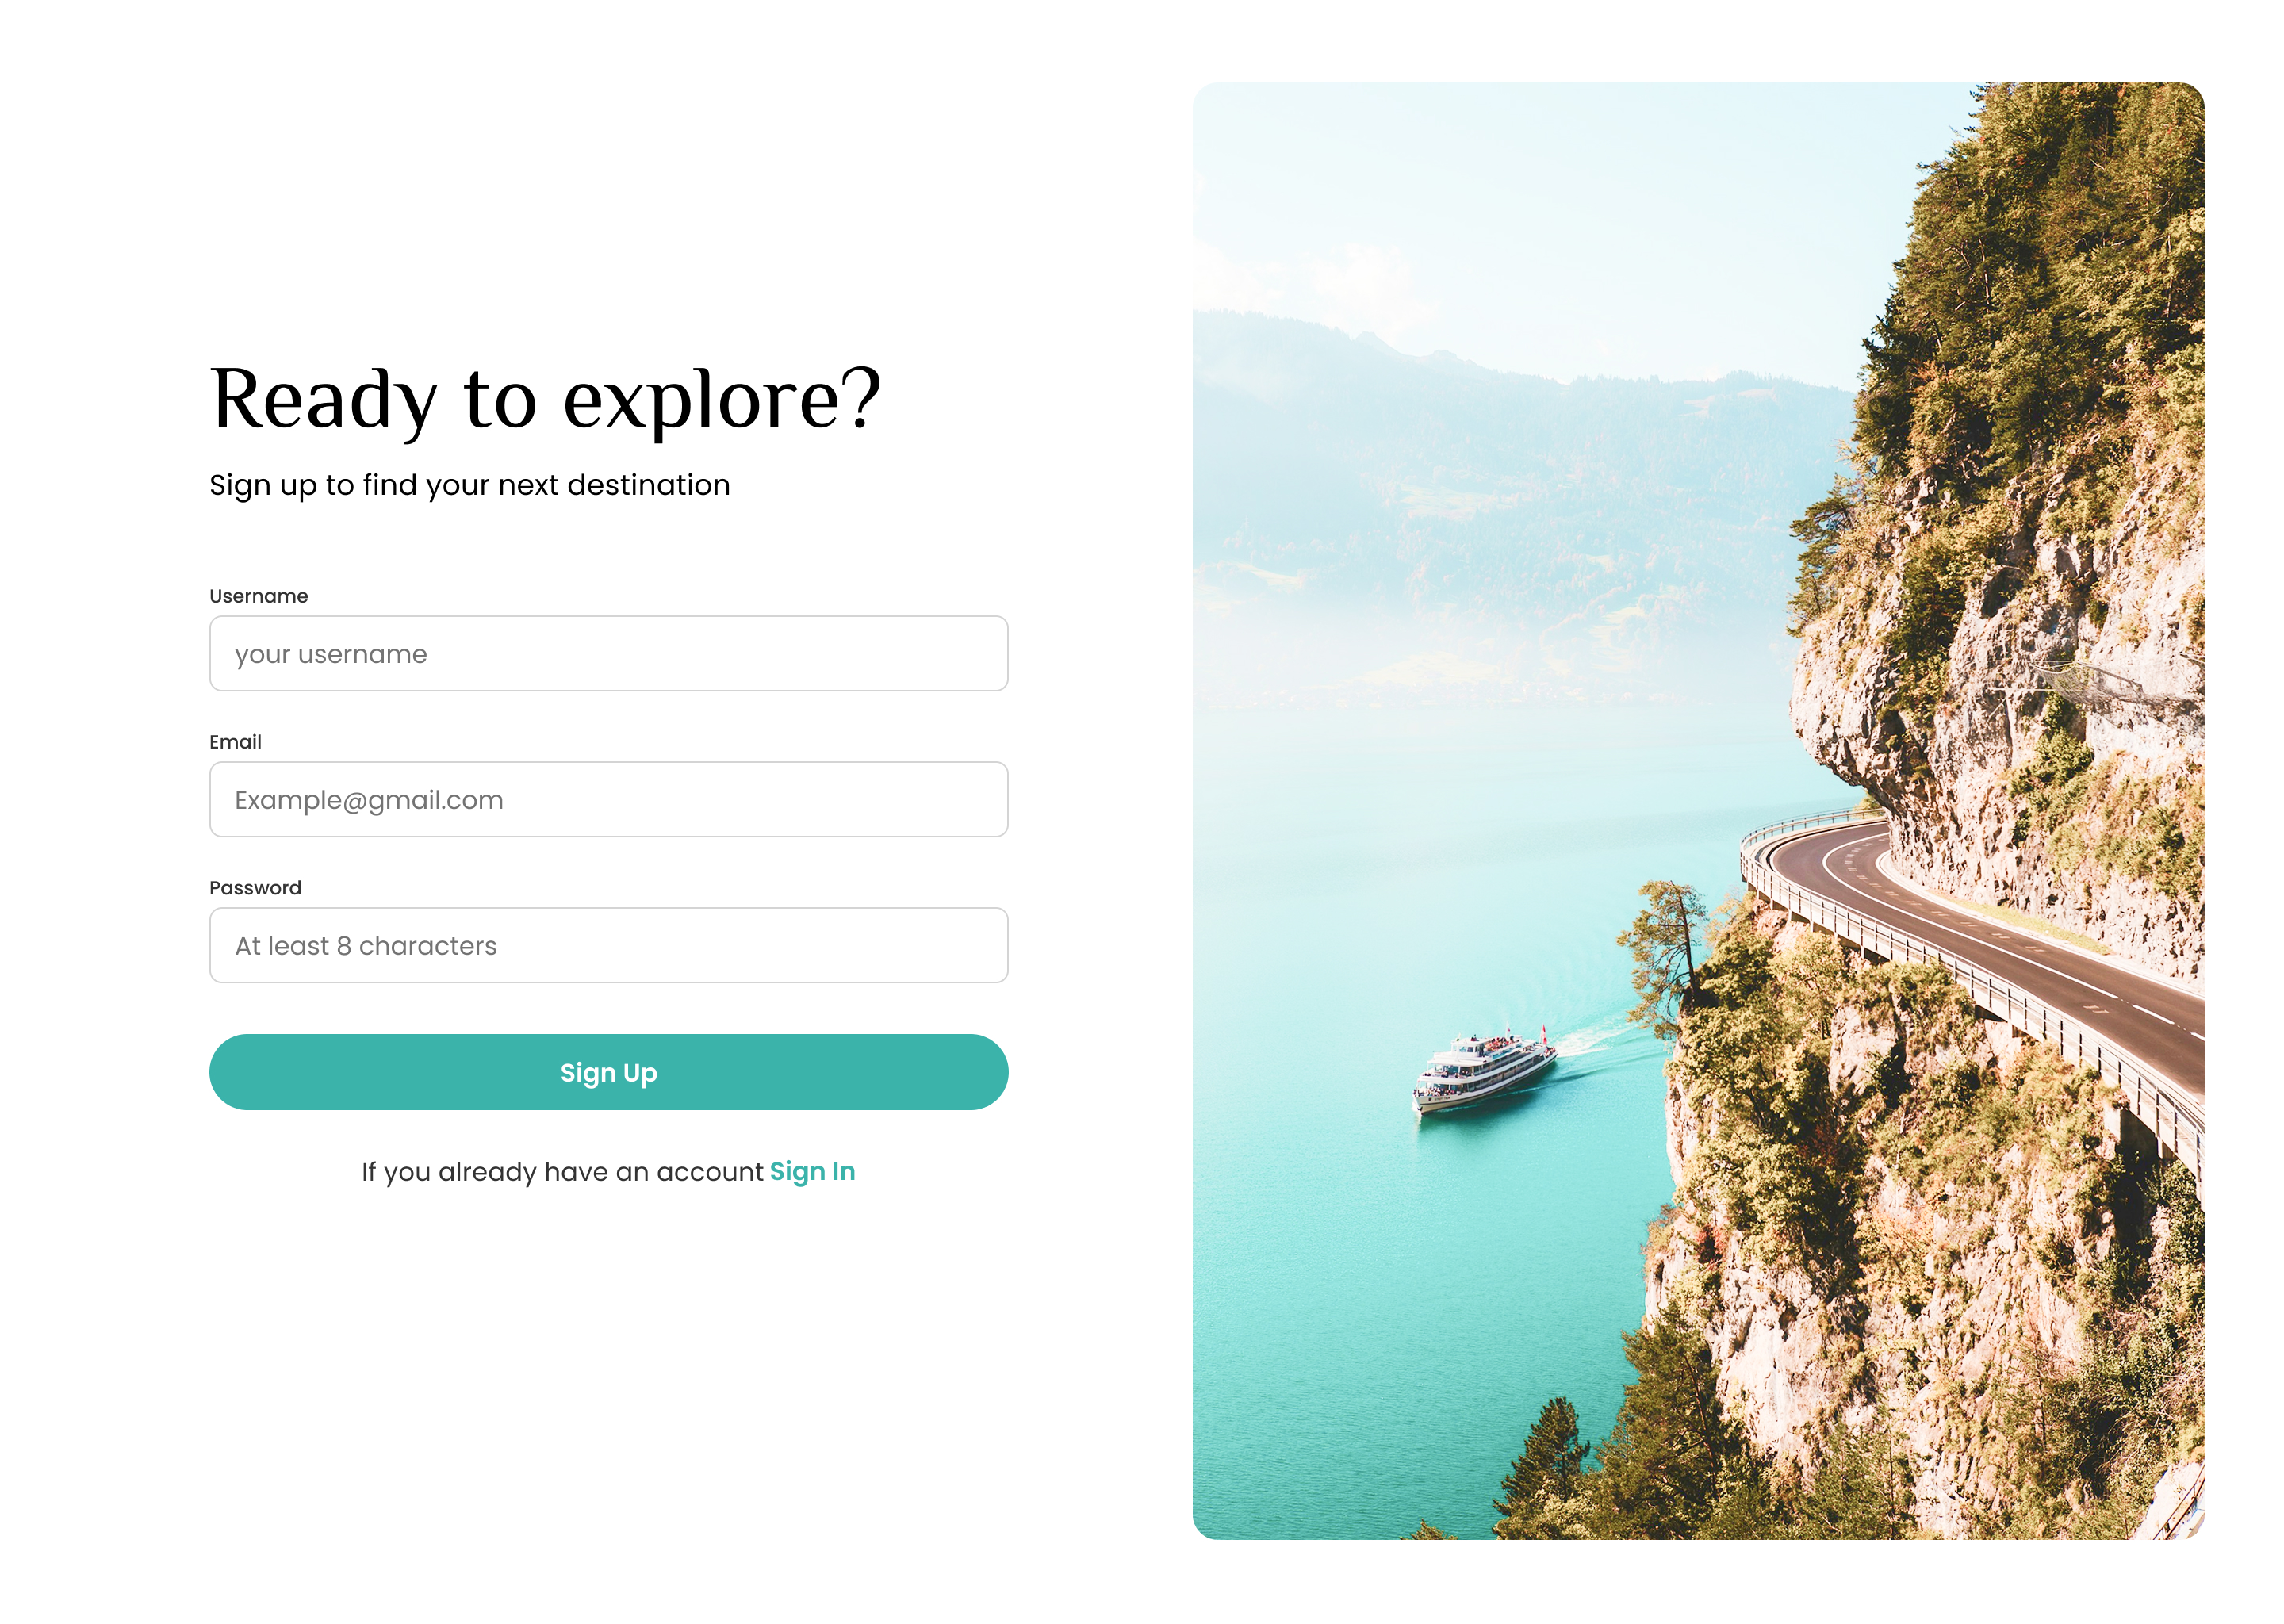 Ready to explore?
Sign up to find your next destination
Username
your username
Email
Example@gmail.com
Password
At least 8 characters
Sign Up
If you already have an account Sign In